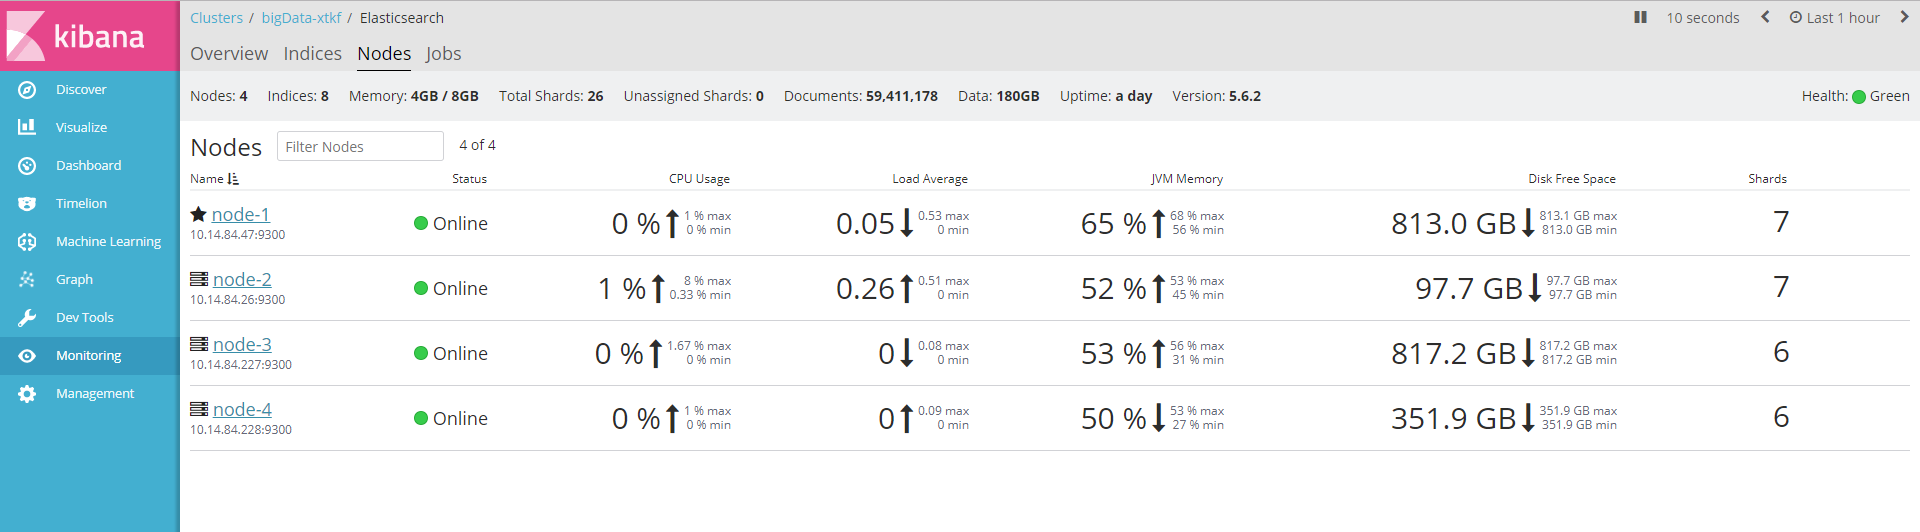 kibana
Discover
Visualize
Dashboard
Timelion
Machine Learning
Graph
Dev Tools
Monitoring
Management
Clusters / bigData-xtkf / Elasticsearch
10 seconds Last 1 hour
Overview Indices Nodes Jobs
Nodes: 4 Indices: 8 Memory: 4GB / 8GB Total Shards: 26 Unassigned Shards: 0 Documents: 59,411,178 Data: 180GB Uptime: a day Version: 5.6.2 Health: Green
Nodes Filter Nodes 4 of 4
Name Status CPU Usage Load Average JVM Memory Disk Free Space Shards
node-1 Online 0 % 1 % max 0.05 0.53 max 65 % 68 % max 813.0 GB 813.1 GB max 7
10.14.84.47:9300 0 % min 0 min 56 % min 813.0 GB min
node-2 Online 1 % 8 % max 0.26 0.51 max 52 % 53 % max 97.7 GB 97.7 GB max 7
10.14.84.26:9300 0.33 % min 0 min 45 % min 97.7 GB min
node-3 Online 0 % 1.67 % max 0 0.08 max 53 % 56 % max 817.2 GB 817.2 GB max 6
10.14.84.227:9300 0 % min 0 min 31 % min 817.2 GB min
node-4 Online 0 % 1 % max 0 0.09 max 50 % 53 % max 351.9 GB 351.9 GB max 6
10.14.84.228:9300 0 % min 0 min 27 % min 351.9 GB min